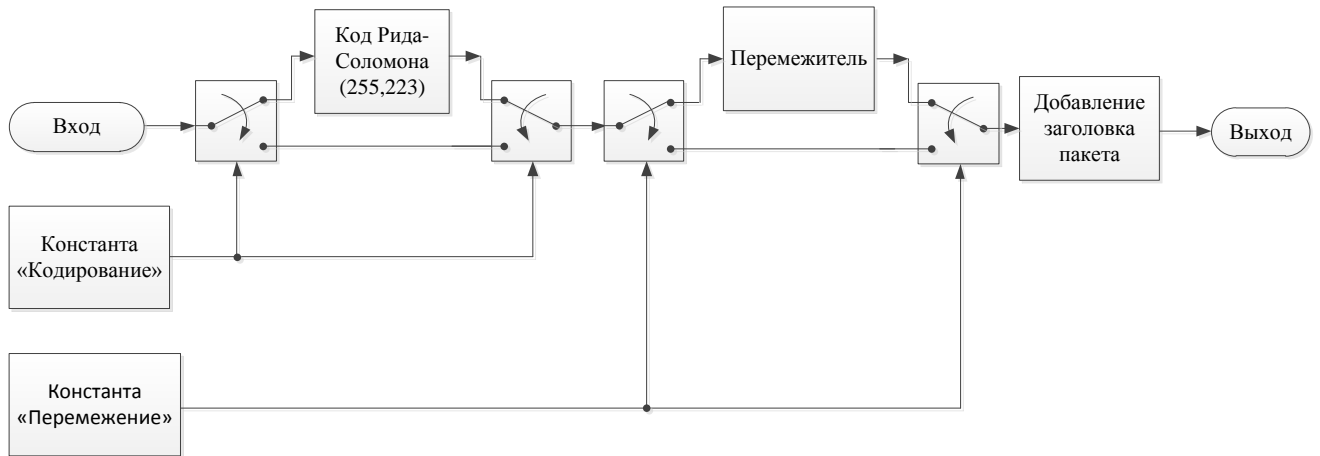 Вход
Код Рида-
Соломона
(255,223)
Перемежитель
Добавление
заголовка
пакета
Выход
Константа
«Кодирование»
Константа
«Перемежение»